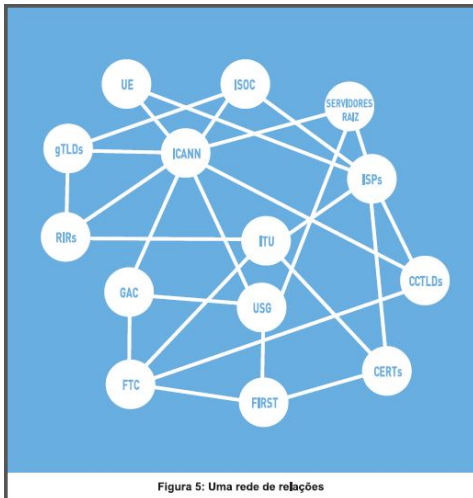 UE
ISOC
SERVIDORES
RAIZ
gTLDs
ICANN
ISPs
RIRs
ITU
GAC
USG
CCTLDs
FTC
FIRST
CERTs
Figura 5: Uma rede de relações